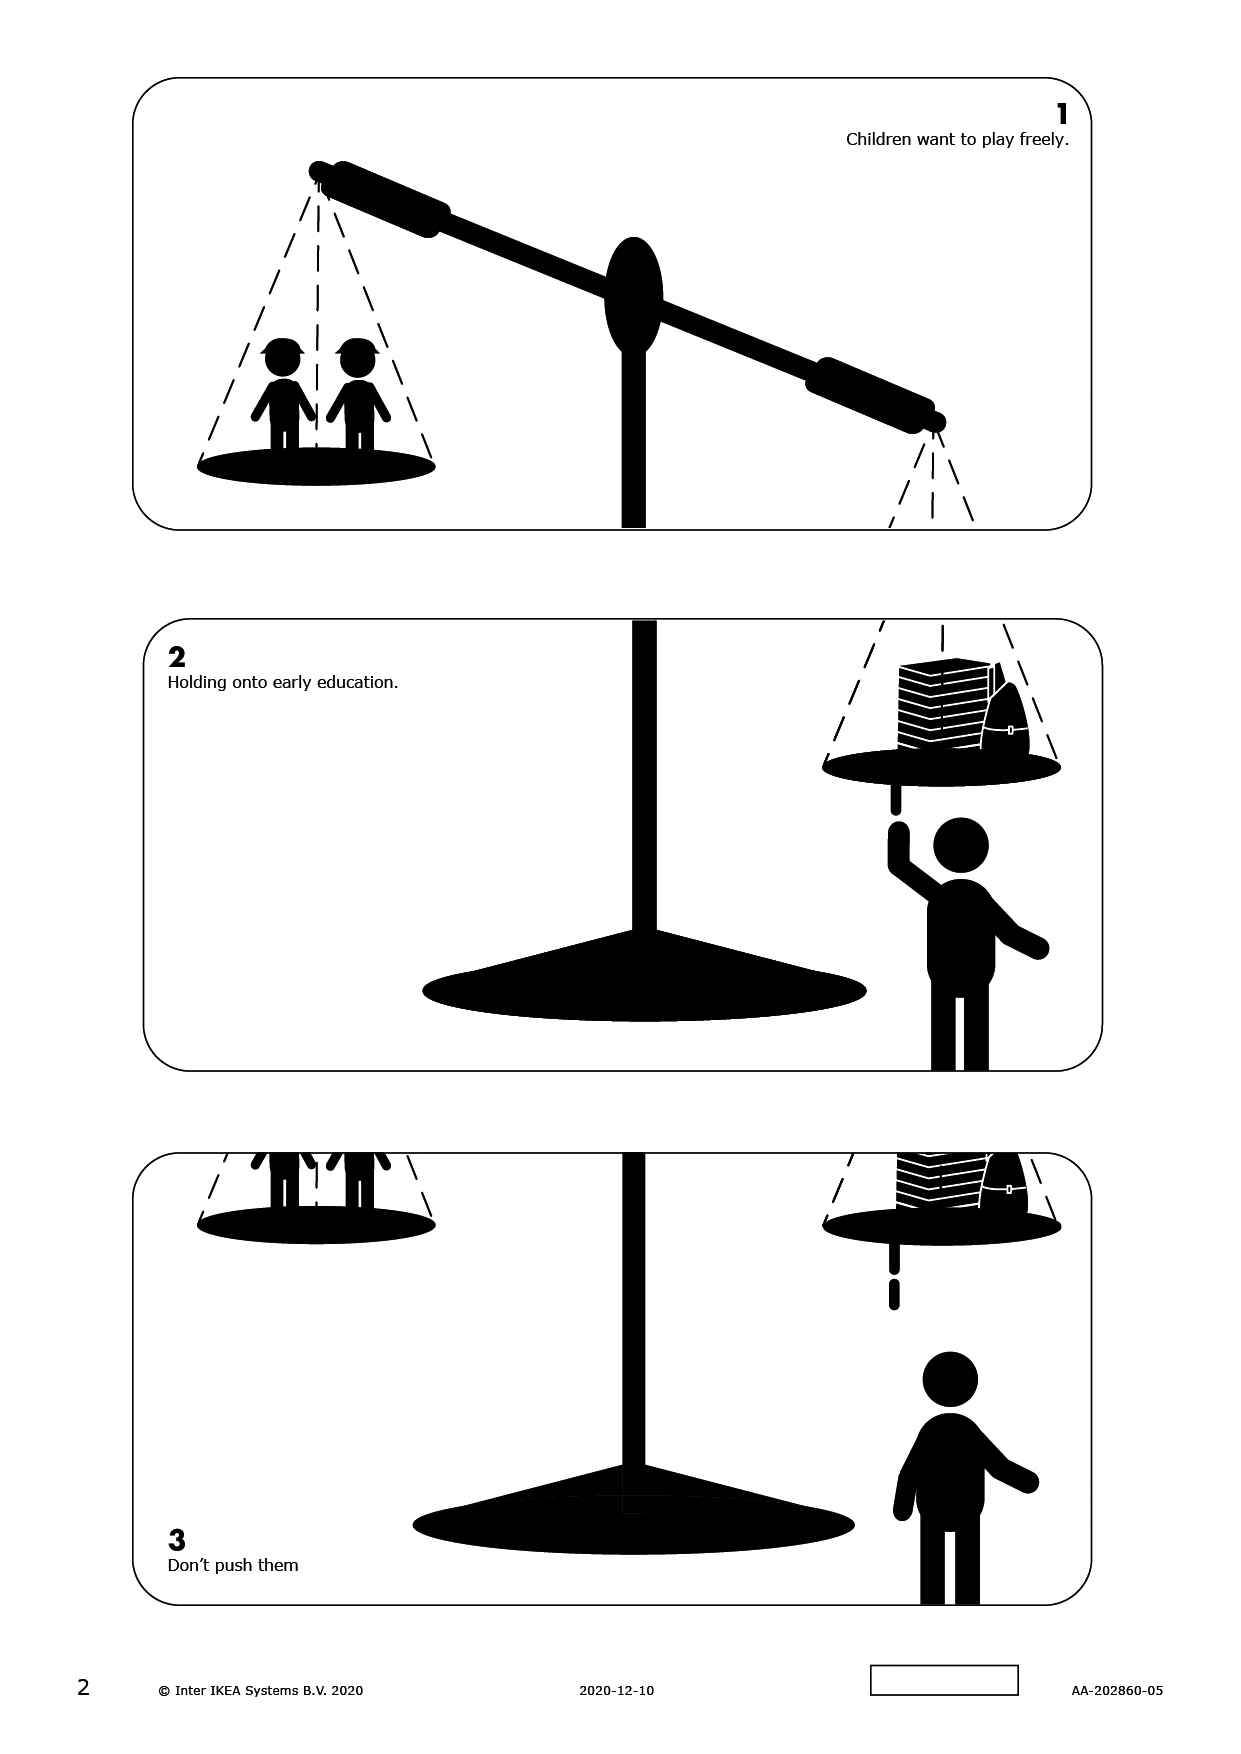 1
Children want to play freely.
2
Holding onto early education.
3
Don’t push them
2 © Inter IKEA Systems B.V. 2020 2020-12-10 AA-202860-05